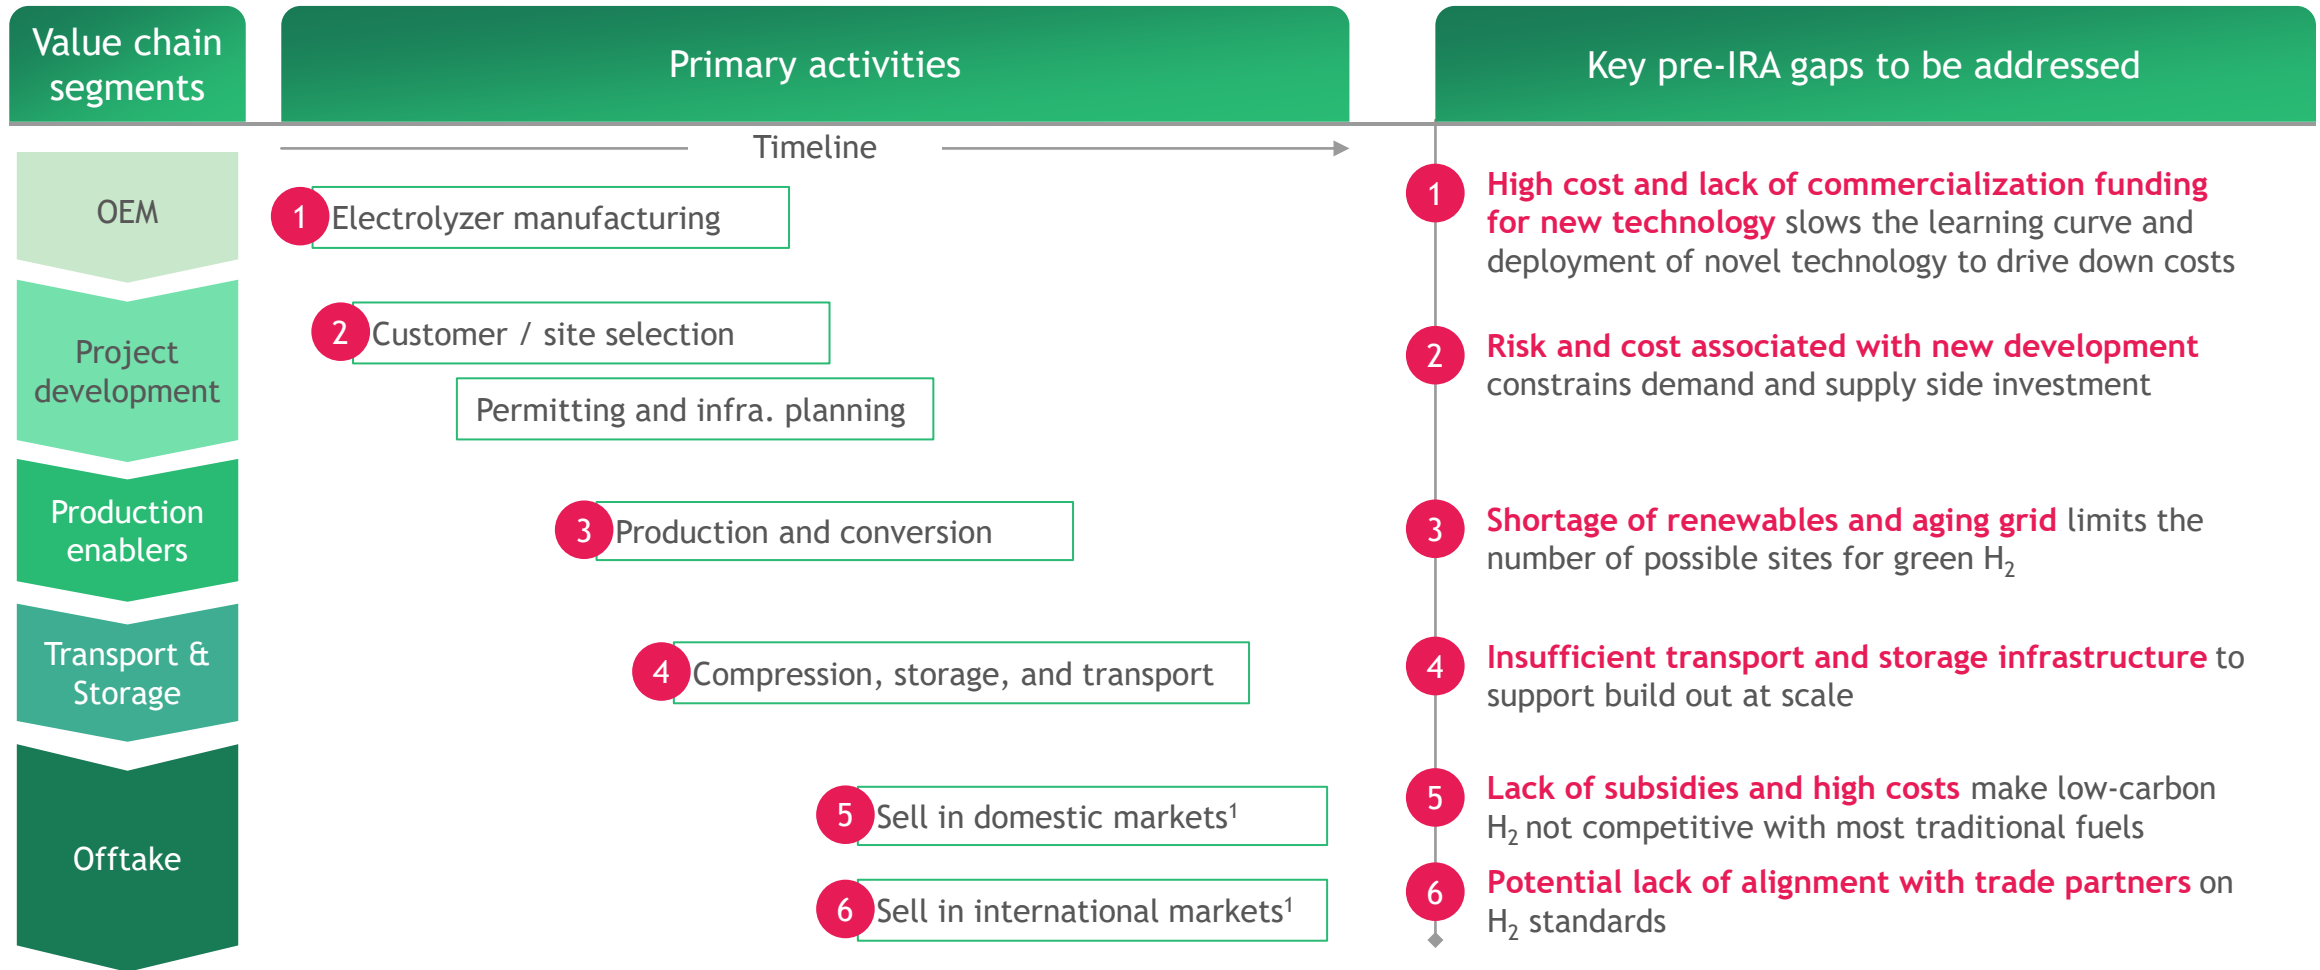 Value chain
segments
Primary activities
Key pre-IRA gaps to be addressed
Timeline
OEM
1 Electrolyzer manufacturing
1 High cost and lack of commercialization funding
for new technology slows the learning curve and
deployment of novel technology to drive down costs
Project
development
2 Customer / site selection
Permitting and infra. planning
2 Risk and cost associated with new development
constrains demand and supply side investment
Production
enablers
3 Production and conversion
3 Shortage of renewables and aging grid limits the
number of possible sites for green H₂
Transport &
Storage
4 Compression, storage, and transport
4 Insufficient transport and storage infrastructure to
support build out at scale
Offtake
5 Sell in domestic markets¹
5 Lack of subsidies and high costs make low-carbon
H₂ not competitive with most traditional fuels
6 Sell in international markets¹
6 Potential lack of alignment with trade partners on
H₂ standards